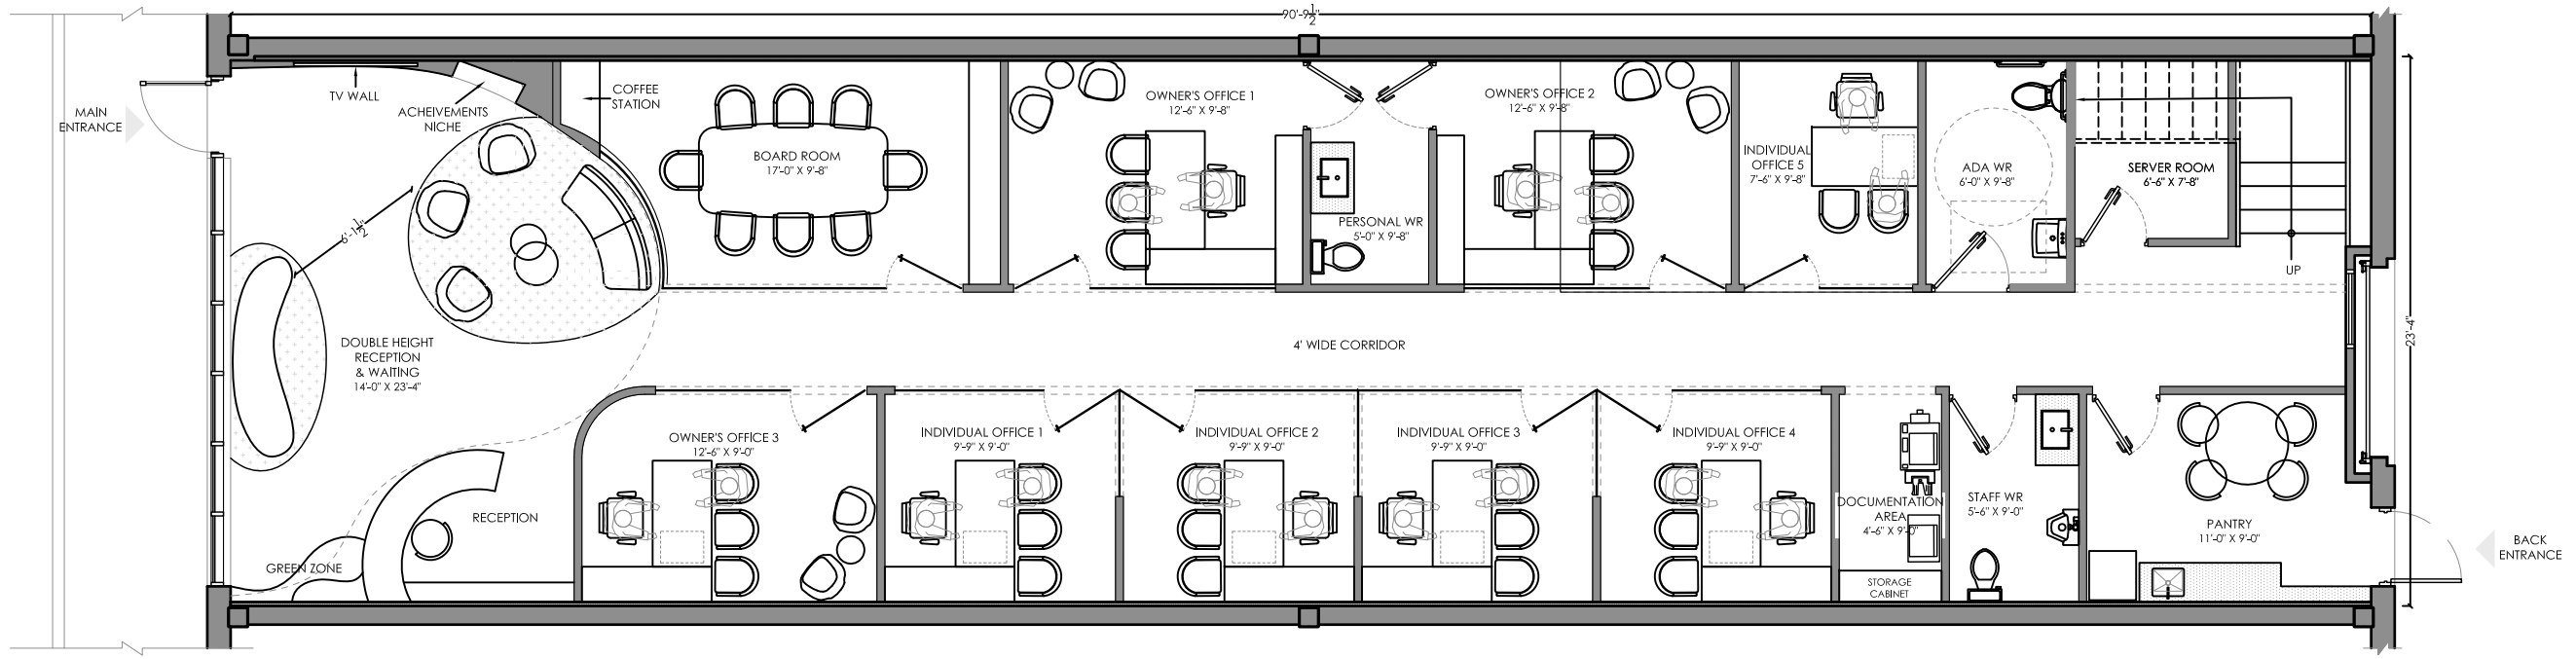 90'-9 1/2"
MAIN
ENTRANCE
TV WALL
ACHEIVEMENTS
NICHE
COFFEE
STATION
BOARD ROOM
17'-0" X 9'-8"
OWNER'S OFFICE 1
12'-6" X 9'-8"
PERSONAL WR
5'-0" X 9'-8"
OWNER'S OFFICE 2
12'-6" X 9'-8"
INDIVIDUAL
OFFICE 5
7'-6" X 9'-8"
ADA WR
6'-0" X 9'-8"
SERVER ROOM
6'-6" X 7'-8"
UP
6'-1 1/2"
23'-4"
DOUBLE HEIGHT
RECEPTION
& WAITING
14'-0" X 23'-4"
4' WIDE CORRIDOR
RECEPTION
GREEN ZONE
OWNER'S OFFICE 3
12'-6" X 9'-0"
INDIVIDUAL OFFICE 1
9'-9" X 9'-0"
INDIVIDUAL OFFICE 2
9'-9" X 9'-0"
INDIVIDUAL OFFICE 3
9'-9" X 9'-0"
INDIVIDUAL OFFICE 4
9'-9" X 9'-0"
DOCUMENTATION
AREA
4'-6" X 9'-0"
STORAGE
CABINET
STAFF WR
5'-6" X 9'-0"
PANTRY
11'-0" X 9'-0"
BACK
ENTRANCE